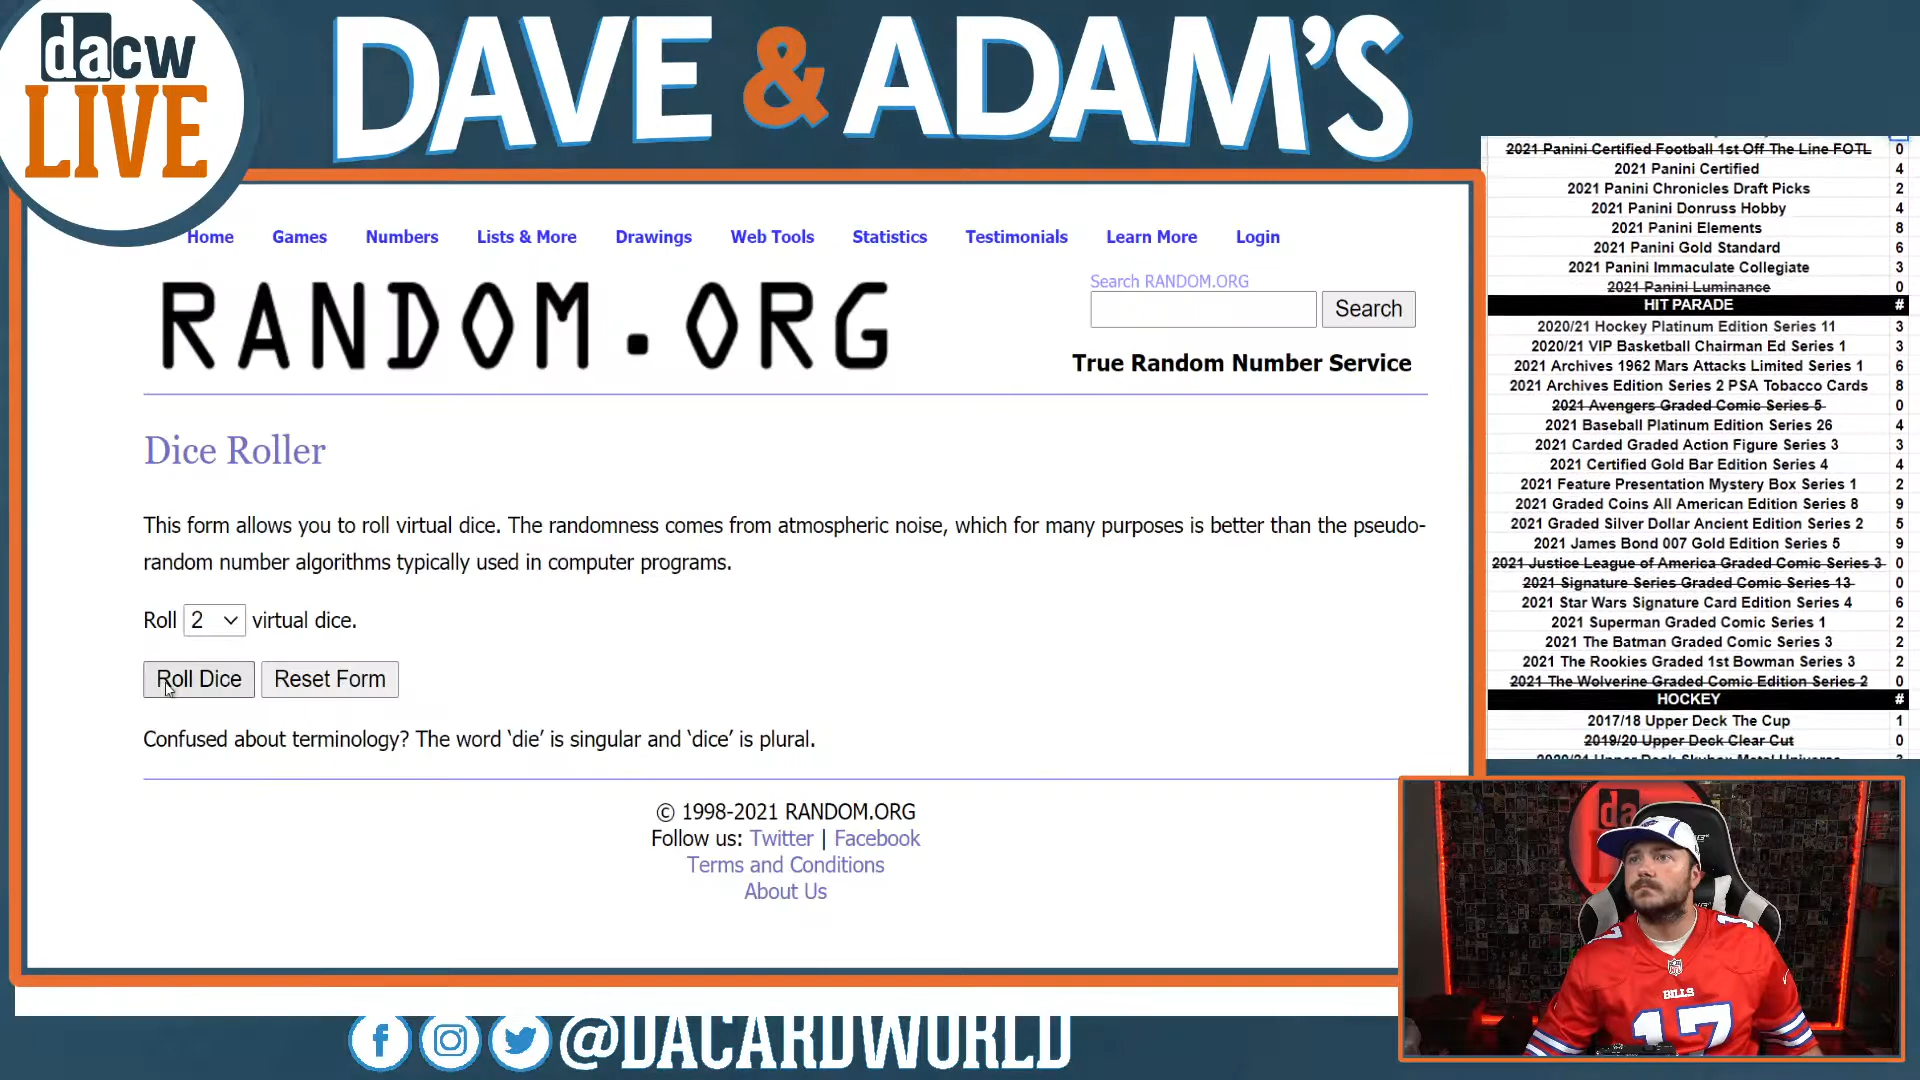 dacw
LIVE
DAVE & ADAM'S
Home Games Numbers Lists & More Drawings Web Tools Statistics Testimonials Learn More Login
RANDOM.ORG
Search RANDOM.ORG
Search
True Random Number Service
Dice Roller
This form allows you to roll virtual dice. The randomness comes from atmospheric noise, which for many purposes is better than the pseudo-
random number algorithms typically used in computer programs.
Roll 2 virtual dice.
Roll Dice Reset Form
Confused about terminology? The word ‘die’ is singular and ‘dice’ is plural.
© 1998-2021 RANDOM.ORG
Follow us: Twitter | Facebook
Terms and Conditions
About Us
2021 Panini Certified Football 1st Off The Line FOTL 0
2021 Panini Certified 4
2021 Panini Chronicles Draft Picks 2
2021 Panini Donruss Hobby 4
2021 Panini Elements 8
2021 Panini Gold Standard 6
2021 Panini Immaculate Collegiate 3
2021 Panini Luminance 0
HIT PARADE #
2020/21 Hockey Platinum Edition Series 11 3
2020/21 VIP Basketball Chairman Ed Series 1 3
2021 Archives 1962 Mars Attacks Limited Series 1 6
2021 Archives Edition Series 2 PSA Tobacco Cards 8
2021 Avengers Graded Comic Series 5 0
2021 Baseball Platinum Edition Series 26 4
2021 Carded Graded Action Figure Series 3 3
2021 Certified Gold Bar Edition Series 4 4
2021 Feature Presentation Mystery Box Series 1 2
2021 Graded Coins All American Edition Series 8 9
2021 Graded Silver Dollar Ancient Edition Series 2 5
2021 James Bond 007 Gold Edition Series 5 9
2021 Justice League of America Graded Comic Series 3 0
2021 Signature Series Graded Comic Series 13 0
2021 Star Wars Signature Card Edition Series 4 6
2021 Superman Graded Comic Series 1 2
2021 The Batman Graded Comic Series 3 2
2021 The Rookies Graded 1st Bowman Series 3 2
2021 The Wolverine Graded Comic Edition Series 2 0
HOCKEY #
2017/18 Upper Deck The Cup 1
2019/20 Upper Deck Clear Cut 0
2020/21 Upper Deck Skybox Metal Universe
da
BILLS
17
@DACARDWORLD